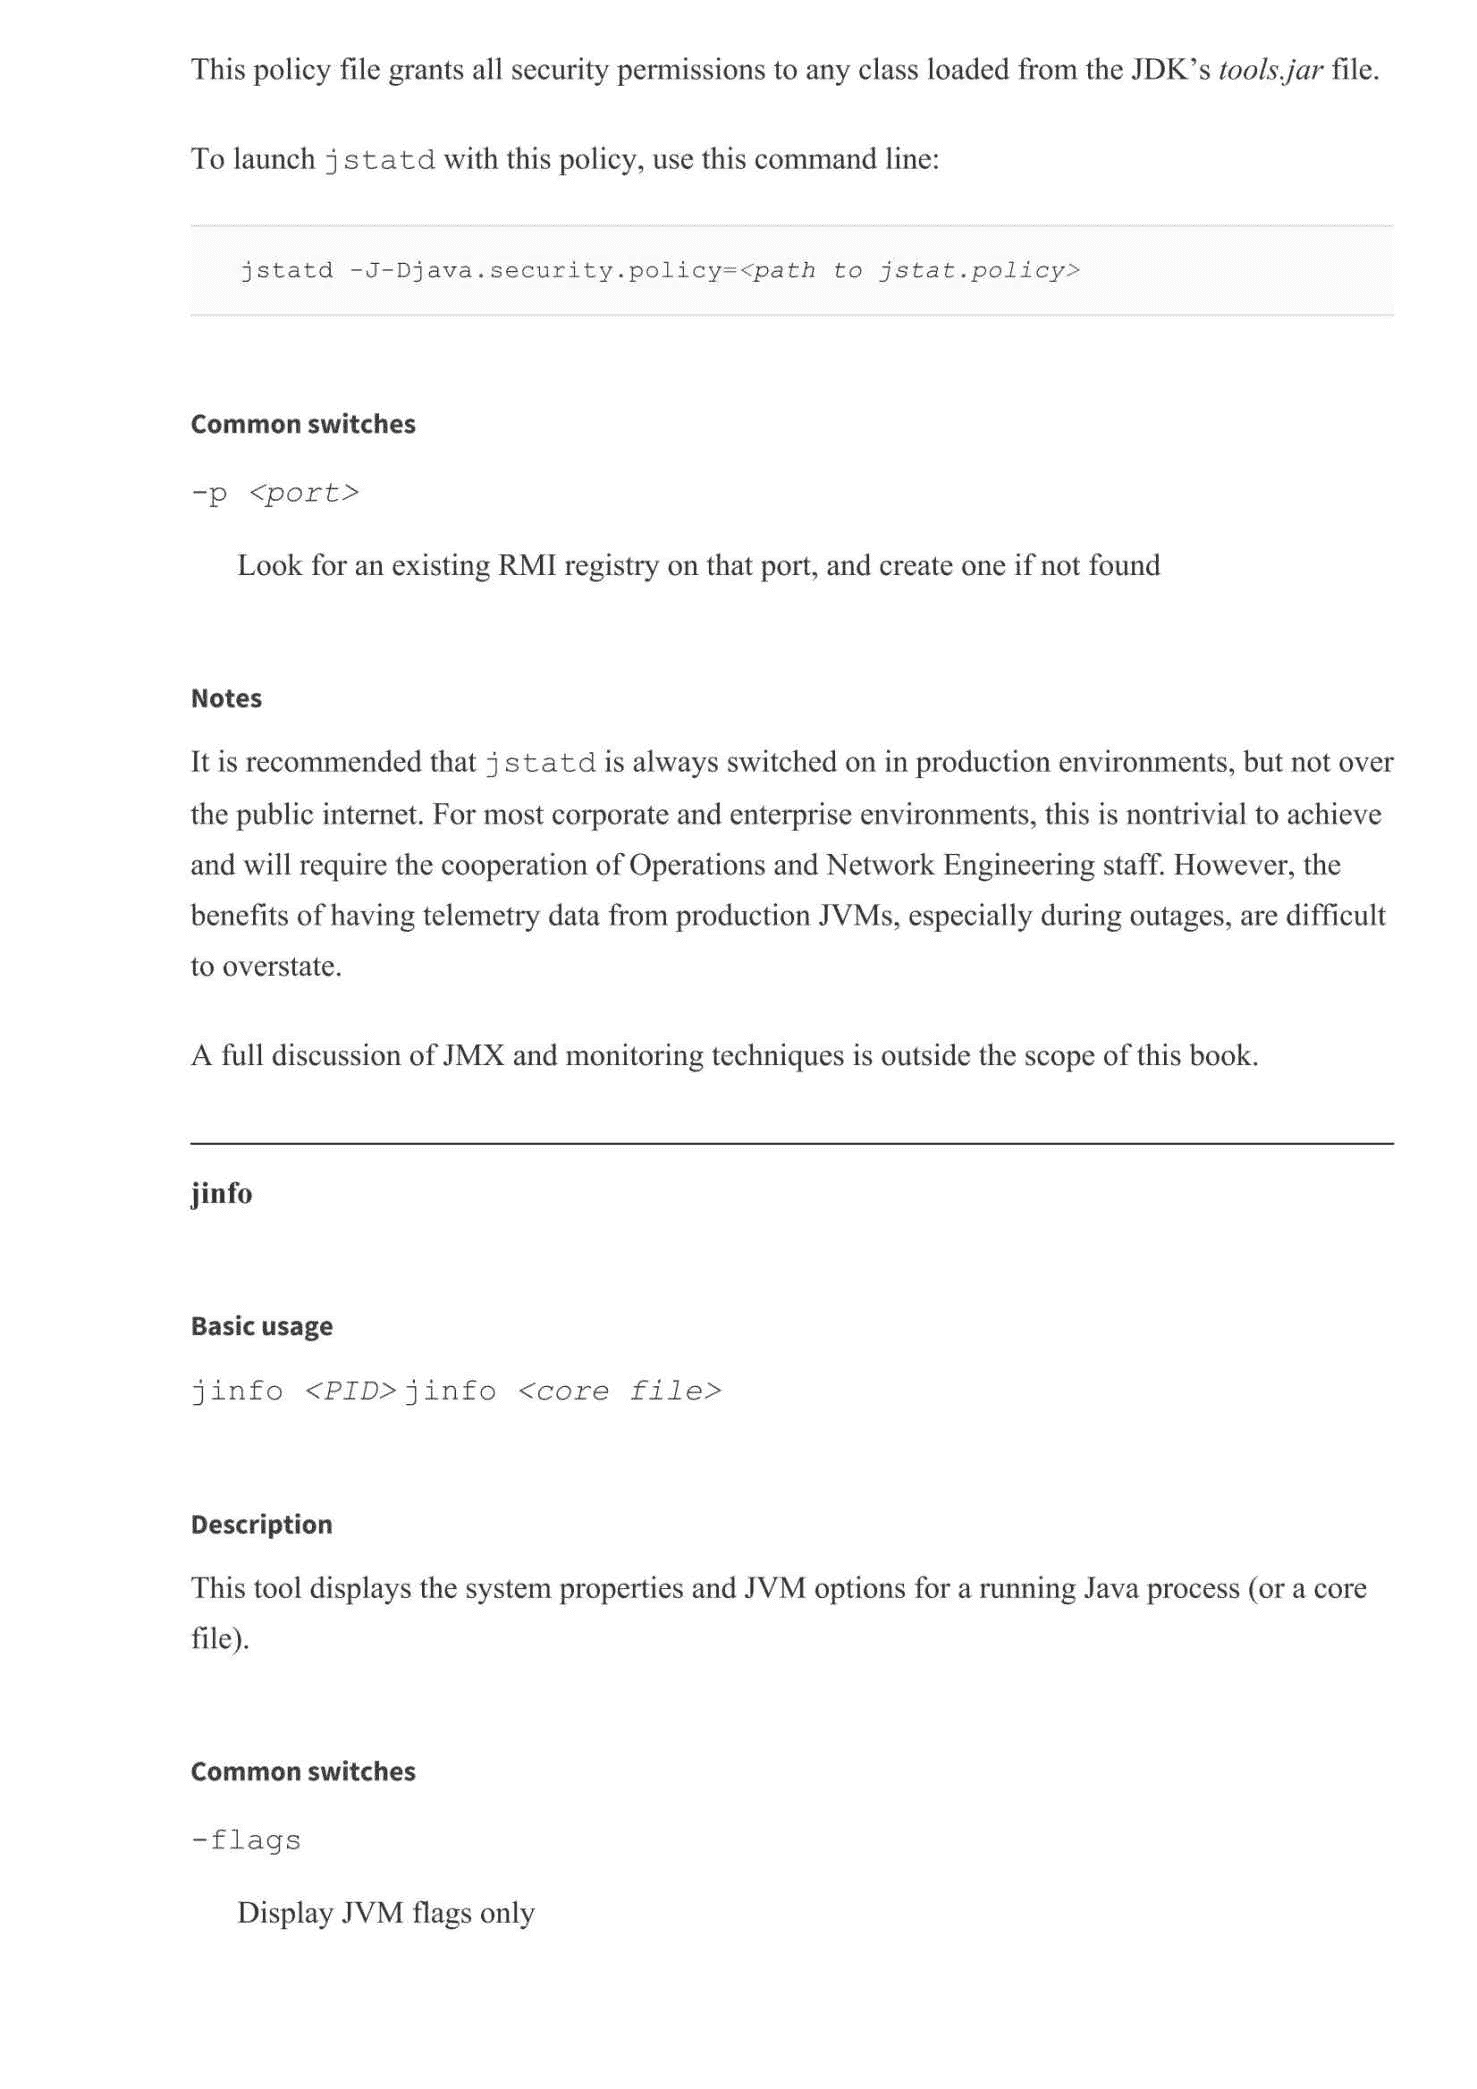 This policy file grants all security permissions to any class loaded from the JDK’s tools.jar file.
To launch jstatd with this policy, use this command line:
jstatd -J-Djava.security.policy=<path to jstat.policy>
Common switches
-p <port>
Look for an existing RMI registry on that port, and create one if not found
Notes
It is recommended that jstatd is always switched on in production environments, but not over
the public internet. For most corporate and enterprise environments, this is nontrivial to achieve
and will require the cooperation of Operations and Network Engineering staff. However, the
benefits of having telemetry data from production JVMs, especially during outages, are difficult
to overstate.
A full discussion of JMX and monitoring techniques is outside the scope of this book.
jinfo
Basic usage
jinfo <PID>jinfo <core file>
Description
This tool displays the system properties and JVM options for a running Java process (or a core
file).
Common switches
-flags
Display JVM flags only